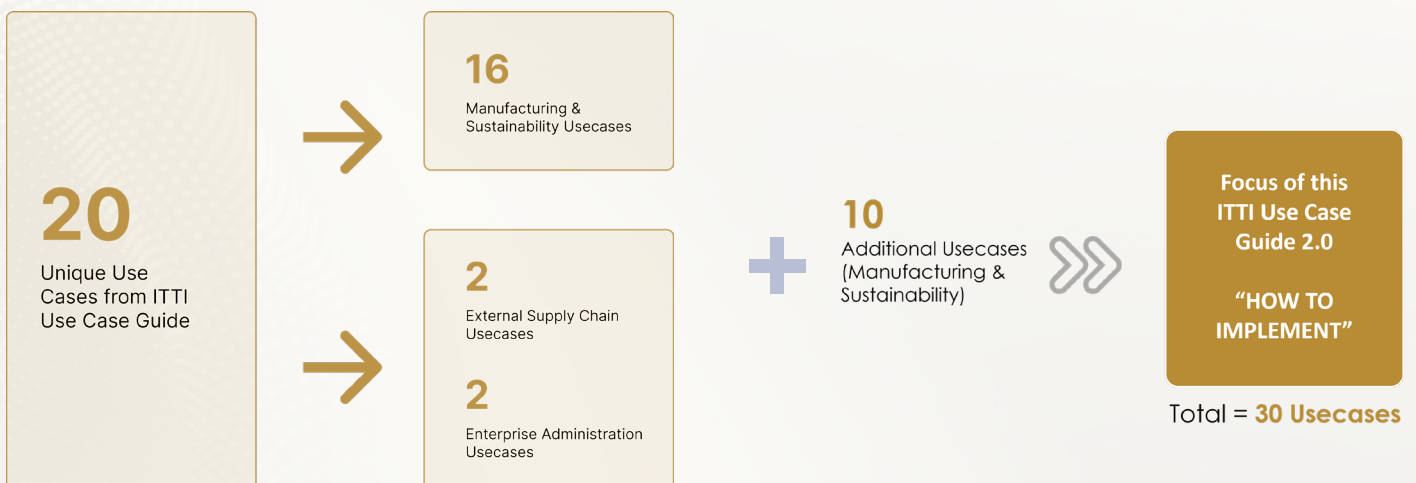 20
Unique Use
Cases from ITTI
Use Case Guide
16
Manufacturing &
Sustainability Usecases
2
External Supply Chain
Usecases
2
Enterprise Administration
Usecases
10
Additional Usecases
(Manufacturing &
Sustainability)
Focus of this
ITTI Use Case
Guide 2.0
“HOW TO
IMPLEMENT”
Total = 30 Usecases